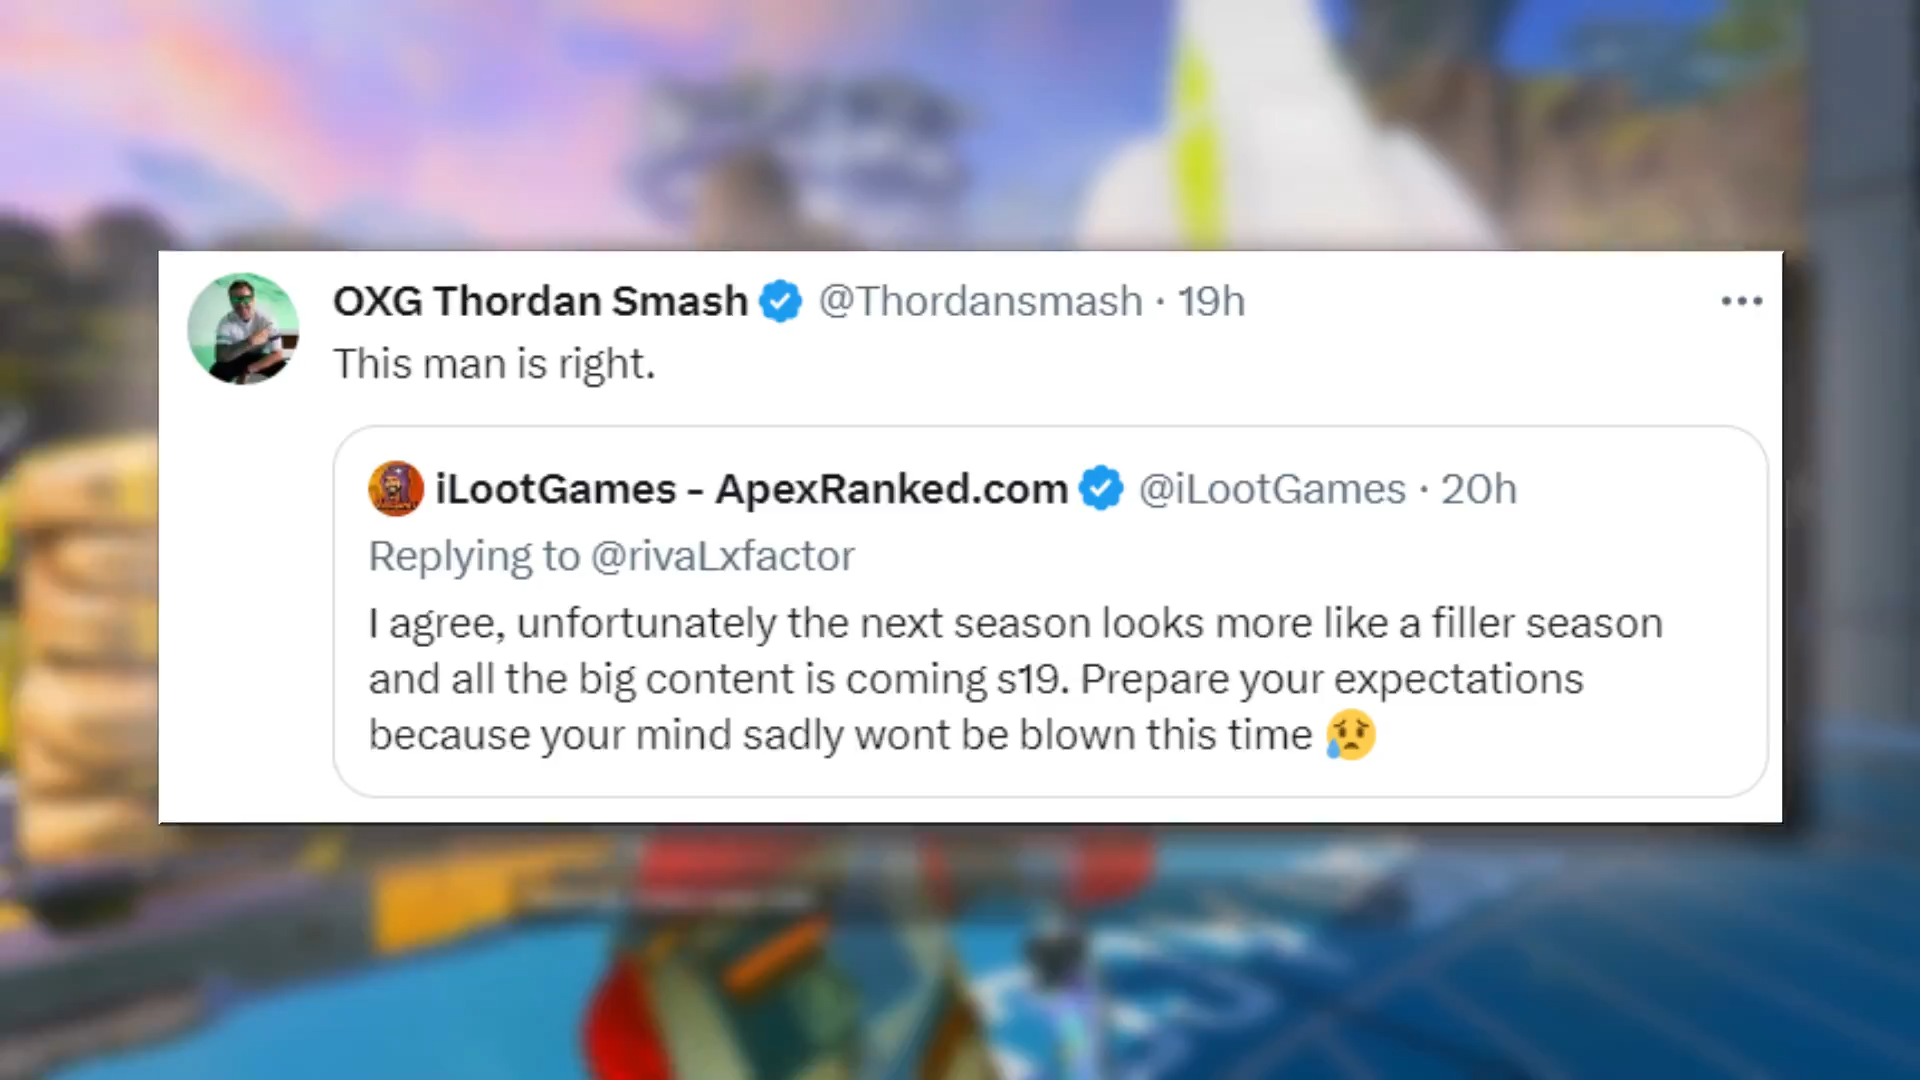 OXG Thordan Smash @Thordansmash · 19h
This man is right.
iLootGames - ApexRanked.com @iLootGames · 20h
Replying to @rivaLxfactor
I agree, unfortunately the next season looks more like a filler season
and all the big content is coming s19. Prepare your expectations
because your mind sadly wont be blown this time 😥